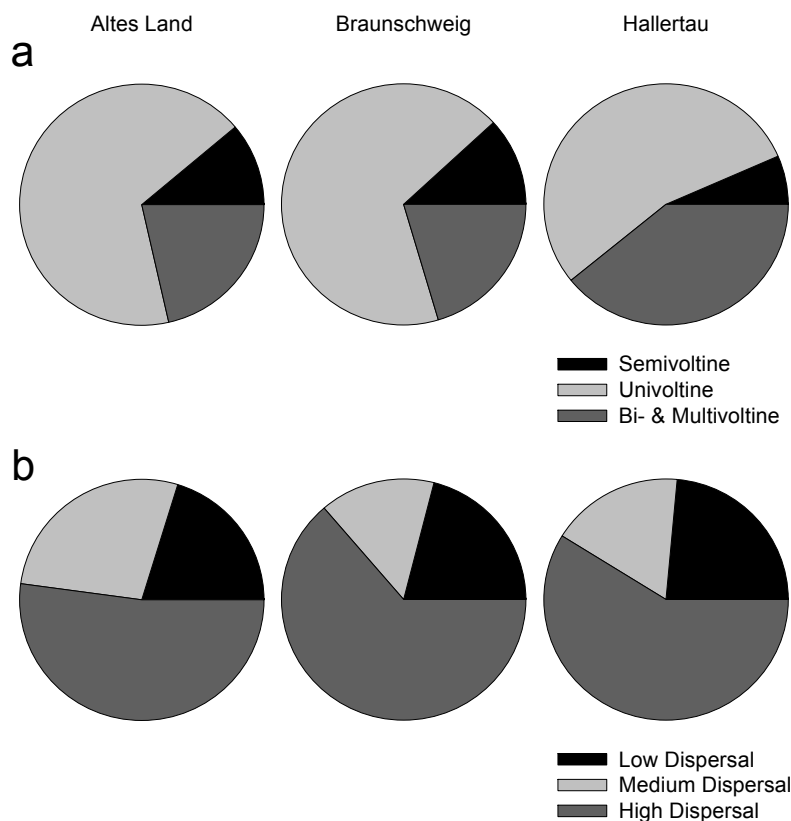 Altes Land Braunschweig Hallertau
a
Semivoltine
Univoltine
Bi- & Multivoltine
b
Low Dispersal
Medium Dispersal
High Dispersal